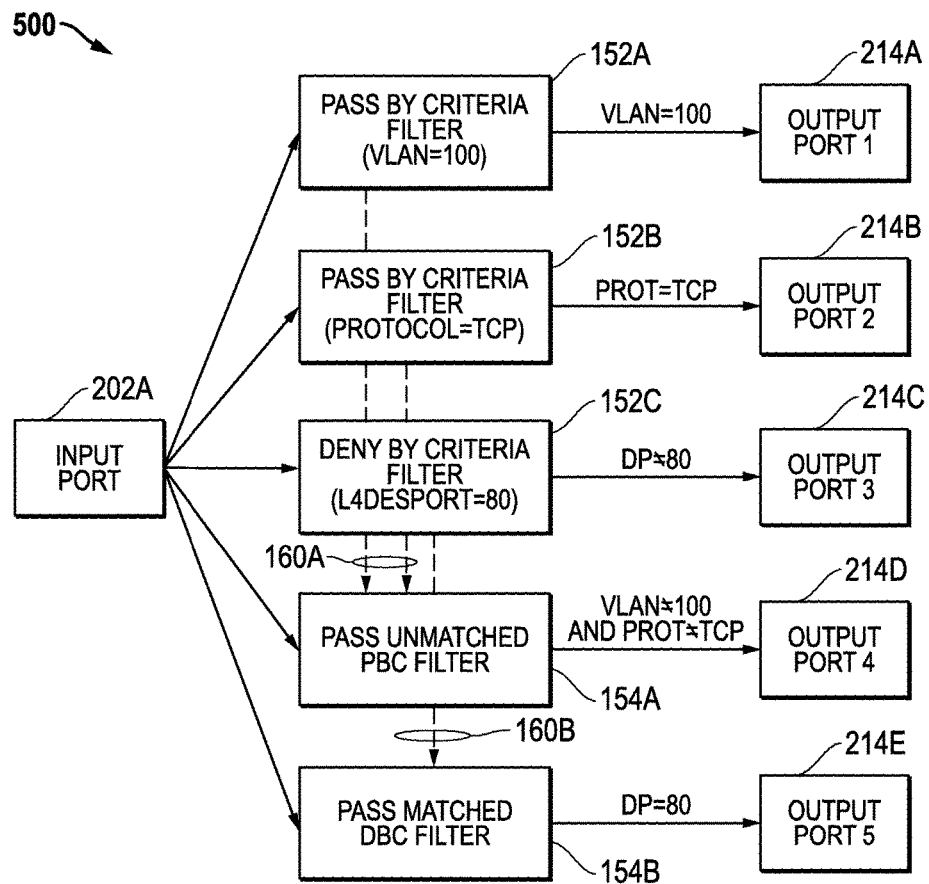 500
152A
PASS BY CRITERIA
FILTER
(VLAN=100)
VLAN=100
214A
OUTPUT
PORT 1
152B
PASS BY CRITERIA
FILTER
(PROTOCOL=TCP)
PROT=TCP
214B
OUTPUT
PORT 2
202A
INPUT
PORT
152C
DENY BY CRITERIA
FILTER
(L4DESPORT=80)
DP≠80
214C
OUTPUT
PORT 3
160A
PASS UNMATCHED
PBC FILTER
154A
VLAN≠100
AND PROT≠TCP
214D
OUTPUT
PORT 4
160B
PASS MATCHED
DBC FILTER
154B
DP=80
214E
OUTPUT
PORT 5